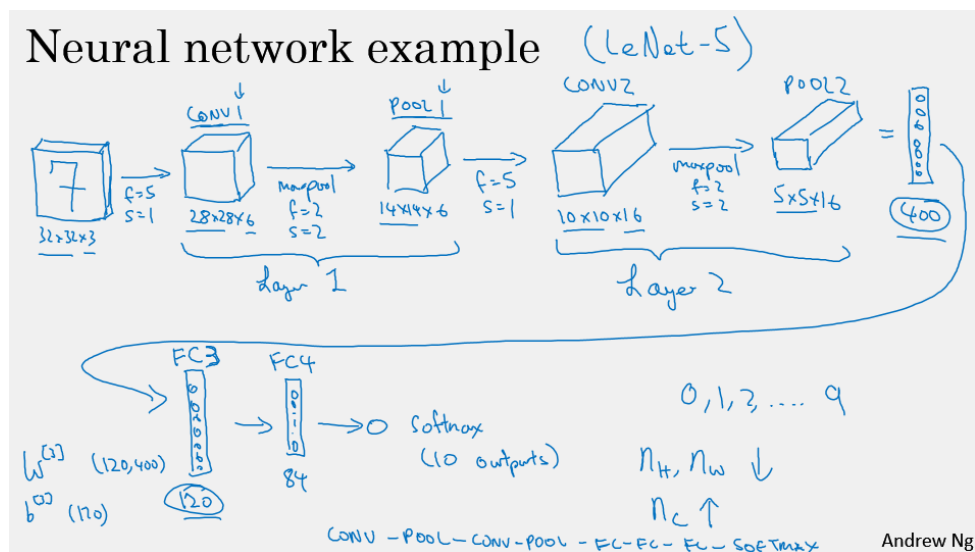 Neural network example (LeNet-5)
CONV1
POOL1
CONV2
POOL2
7
f=5
s=1
maxpool
f=2
s=2
f=5
s=1
maxpool
f=2
s=2
=
32×32×3
28×28×6
14×14×6
10×10×16
5×5×16
400
Layer 1
Layer 2
FC3
FC4
120
84
Softmax
(10 outputs)
0,1,2,.... 9
W[3] (120,400)
b[3] (120)
nH, nW ↓
nC ↑
CONV-POOL-CONV-POOL-FC-FC-FC-SOFTMAX
Andrew Ng